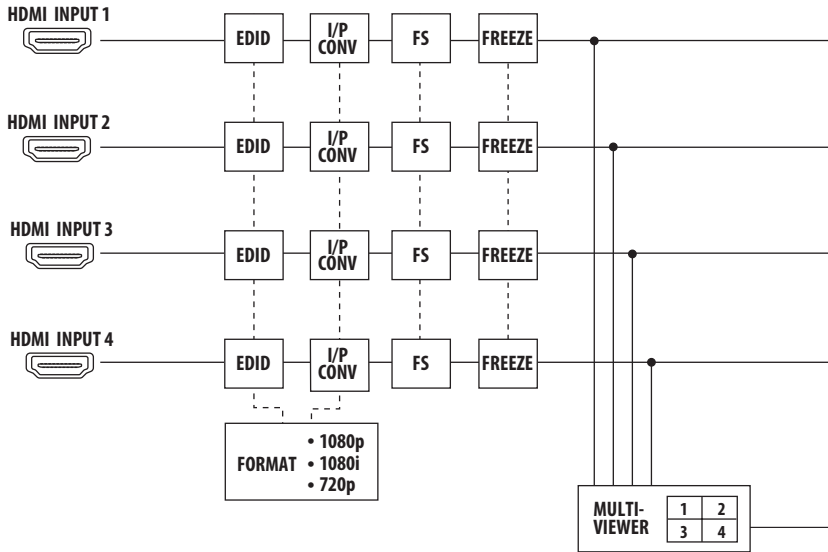 HDMI INPUT 1
EDID
I/P
CONV
FS
FREEZE
HDMI INPUT 2
EDID
I/P
CONV
FS
FREEZE
HDMI INPUT 3
EDID
I/P
CONV
FS
FREEZE
HDMI INPUT 4
EDID
I/P
CONV
FS
FREEZE
FORMAT
• 1080p
• 1080i
• 720p
MULTI-
VIEWER
1 2
3 4